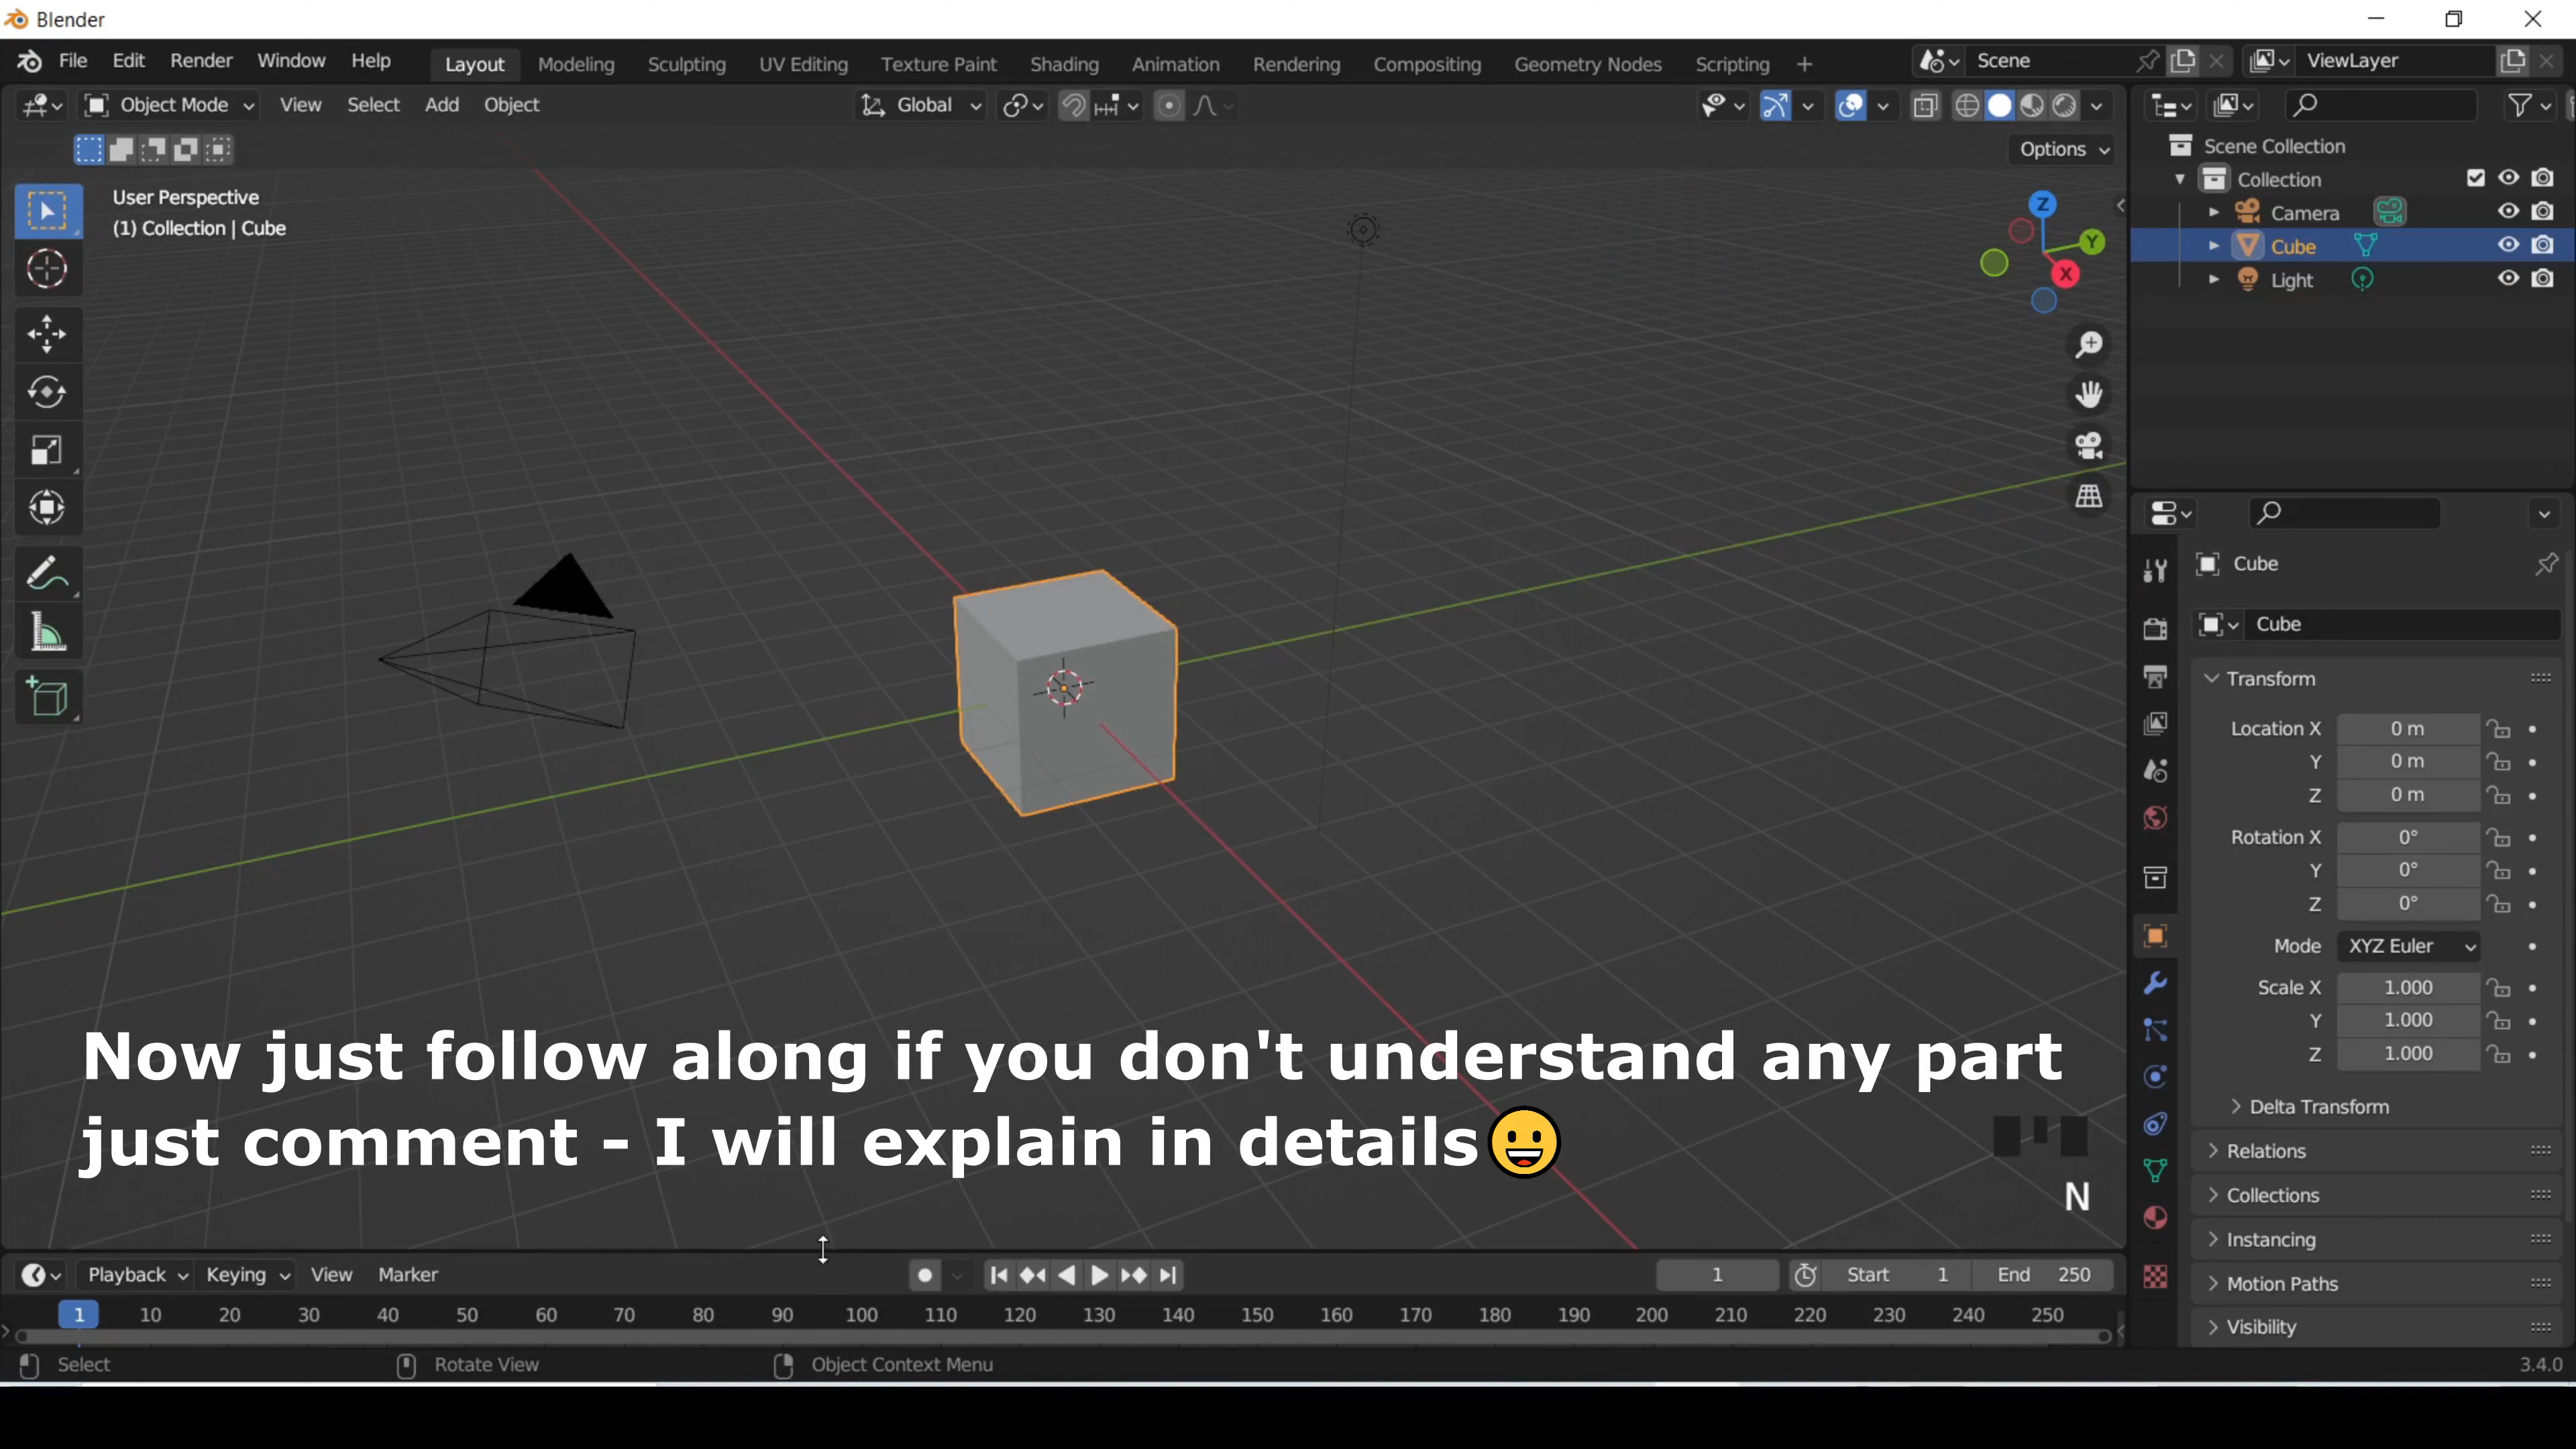 Blender
File Edit Render Window Help Layout Modeling Sculpting UV Editing Texture Paint Shading Animation Rendering Compositing Geometry Nodes Scripting + Scene ViewLayer
Object Mode View Select Add Object Global
Options
User Perspective
(1) Collection | Cube
Z
Y
X
Scene Collection
Collection
Camera
Cube
Light
Cube
Cube
Transform
Location X 0 m
Y 0 m
Z 0 m
Rotation X 0°
Y 0°
Z 0°
Mode XYZ Euler
Scale X 1.000
Y 1.000
Z 1.000
Delta Transform
Relations
Collections
Instancing
Motion Paths
Visibility
Now just follow along if you don't understand any part
just comment - I will explain in details😀
N
Playback Keying View Marker 1 Start 1 End 250
1 10 20 30 40 50 60 70 80 90 100 110 120 130 140 150 160 170 180 190 200 210 220 230 240 250
Select Rotate View Object Context Menu 3.4.0